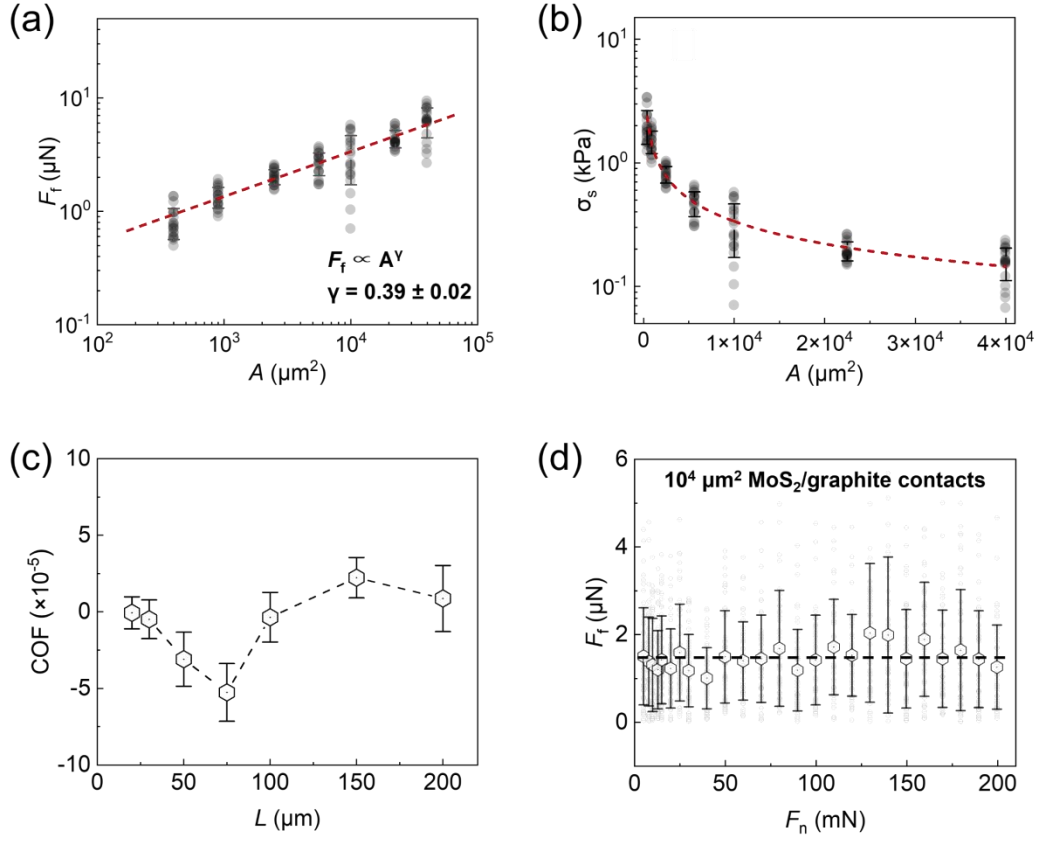 (a)
10¹
10⁰
10⁻¹
10²
10³
10⁴
10⁵
F_f (μN)
A (μm²)
F_f ∝ A^γ
γ = 0.39 ± 0.02
(b)
10¹
10⁰
10⁻¹
0
1×10⁴
2×10⁴
3×10⁴
4×10⁴
σ_s (kPa)
A (μm²)
(c)
10
5
0
-5
-10
0
50
100
150
200
COF (×10⁻⁵)
L (μm)
(d)
10⁴ μm² MoS₂/graphite contacts
6
4
2
0
0
50
100
150
200
F_f (μN)
F_n (mN)